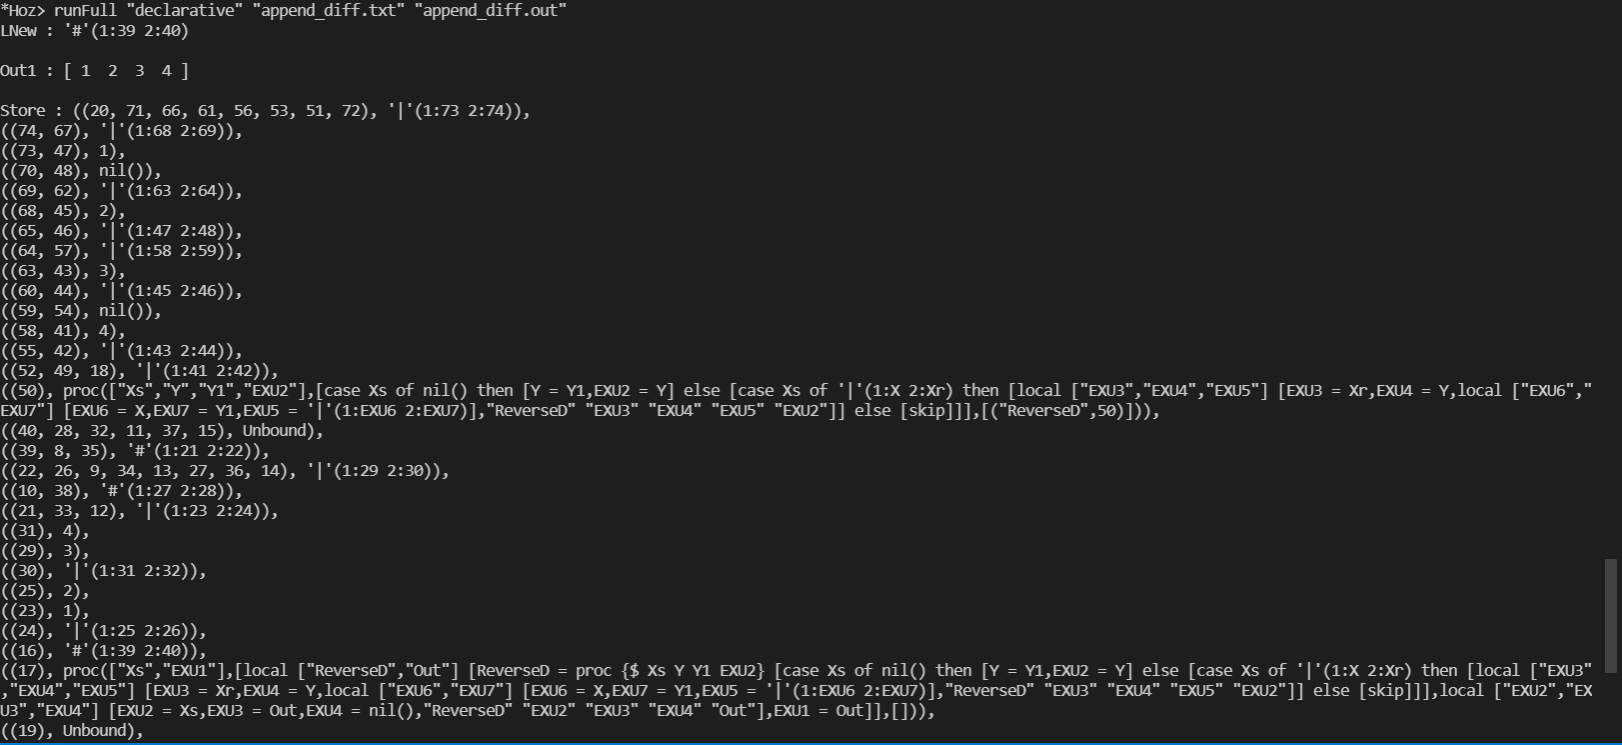 *Hoz> runFull "declarative" "append_diff.txt" "append_diff.out"
LNew : '#'(1:39 2:40)
Out1 : [ 1  2  3  4 ]
Store : ((20, 71, 66, 61, 56, 53, 51, 72), '|'(1:73 2:74)),
((74, 67), '|'(1:68 2:69)),
((73, 47), 1),
((70, 48), nil()),
((69, 62), '|'(1:63 2:64)),
((68, 45), 2),
((65, 46), '|'(1:47 2:48)),
((64, 57), '|'(1:58 2:59)),
((63, 43), 3),
((60, 44), '|'(1:45 2:46)),
((59, 54), nil()),
((58, 41), 4),
((55, 42), '|'(1:43 2:44)),
((52, 49, 18), '|'(1:41 2:42)),
((50), proc(["Xs","Y","Y1","EXU2"],[case Xs of nil() then [Y = Y1,EXU2 = Y] else [case Xs of '|'(1:X 2:Xr) then [local ["EXU3","EXU4","EXU5"] [EXU3 = Xr,EXU4 = Y,local ["EXU6","
EXU7"] [EXU6 = X,EXU7 = Y1,EXU5 = '|'(1:EXU6 2:EXU7)],"ReverseD" "EXU3" "EXU4" "EXU5" "EXU2"]] else [skip]]],[("ReverseD",50)])),
((40, 28, 32, 11, 37, 15), Unbound),
((39, 8, 35), '#'(1:21 2:22)),
((22, 26, 9, 34, 13, 27, 36, 14), '|'(1:29 2:30)),
((10, 38), '#'(1:27 2:28)),
((21, 33, 12), '|'(1:23 2:24)),
((31), 4),
((29), 3),
((30), '|'(1:31 2:32)),
((25), 2),
((23), 1),
((24), '|'(1:25 2:26)),
((16), '#'(1:39 2:40)),
((17), proc(["Xs","EXU1"],[local ["ReverseD","Out"] [ReverseD = proc {$ Xs Y Y1 EXU2} [case Xs of nil() then [Y = Y1,EXU2 = Y] else [case Xs of '|'(1:X 2:Xr) then [local ["EXU3"
,"EXU4","EXU5"] [EXU3 = Xr,EXU4 = Y,local ["EXU6","EXU7"] [EXU6 = X,EXU7 = Y1,EXU5 = '|'(1:EXU6 2:EXU7)],"ReverseD" "EXU3" "EXU4" "EXU5" "EXU2"]] else [skip]]],local ["EXU2","EX
U3","EXU4"] [EXU2 = Xs,EXU3 = Out,EXU4 = nil(),"ReverseD" "EXU2" "EXU3" "EXU4" "Out"],EXU1 = Out]],[])),
((19), Unbound),